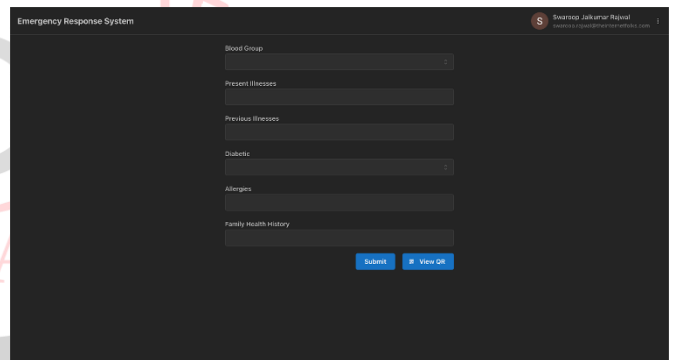 Emergency Response System
S
Swaroop Jaikumar Rajwal
Blood Group
Present Illnesses
Previous Illnesses
Diabetic
Allergies
Family Health History
Submit
View QR